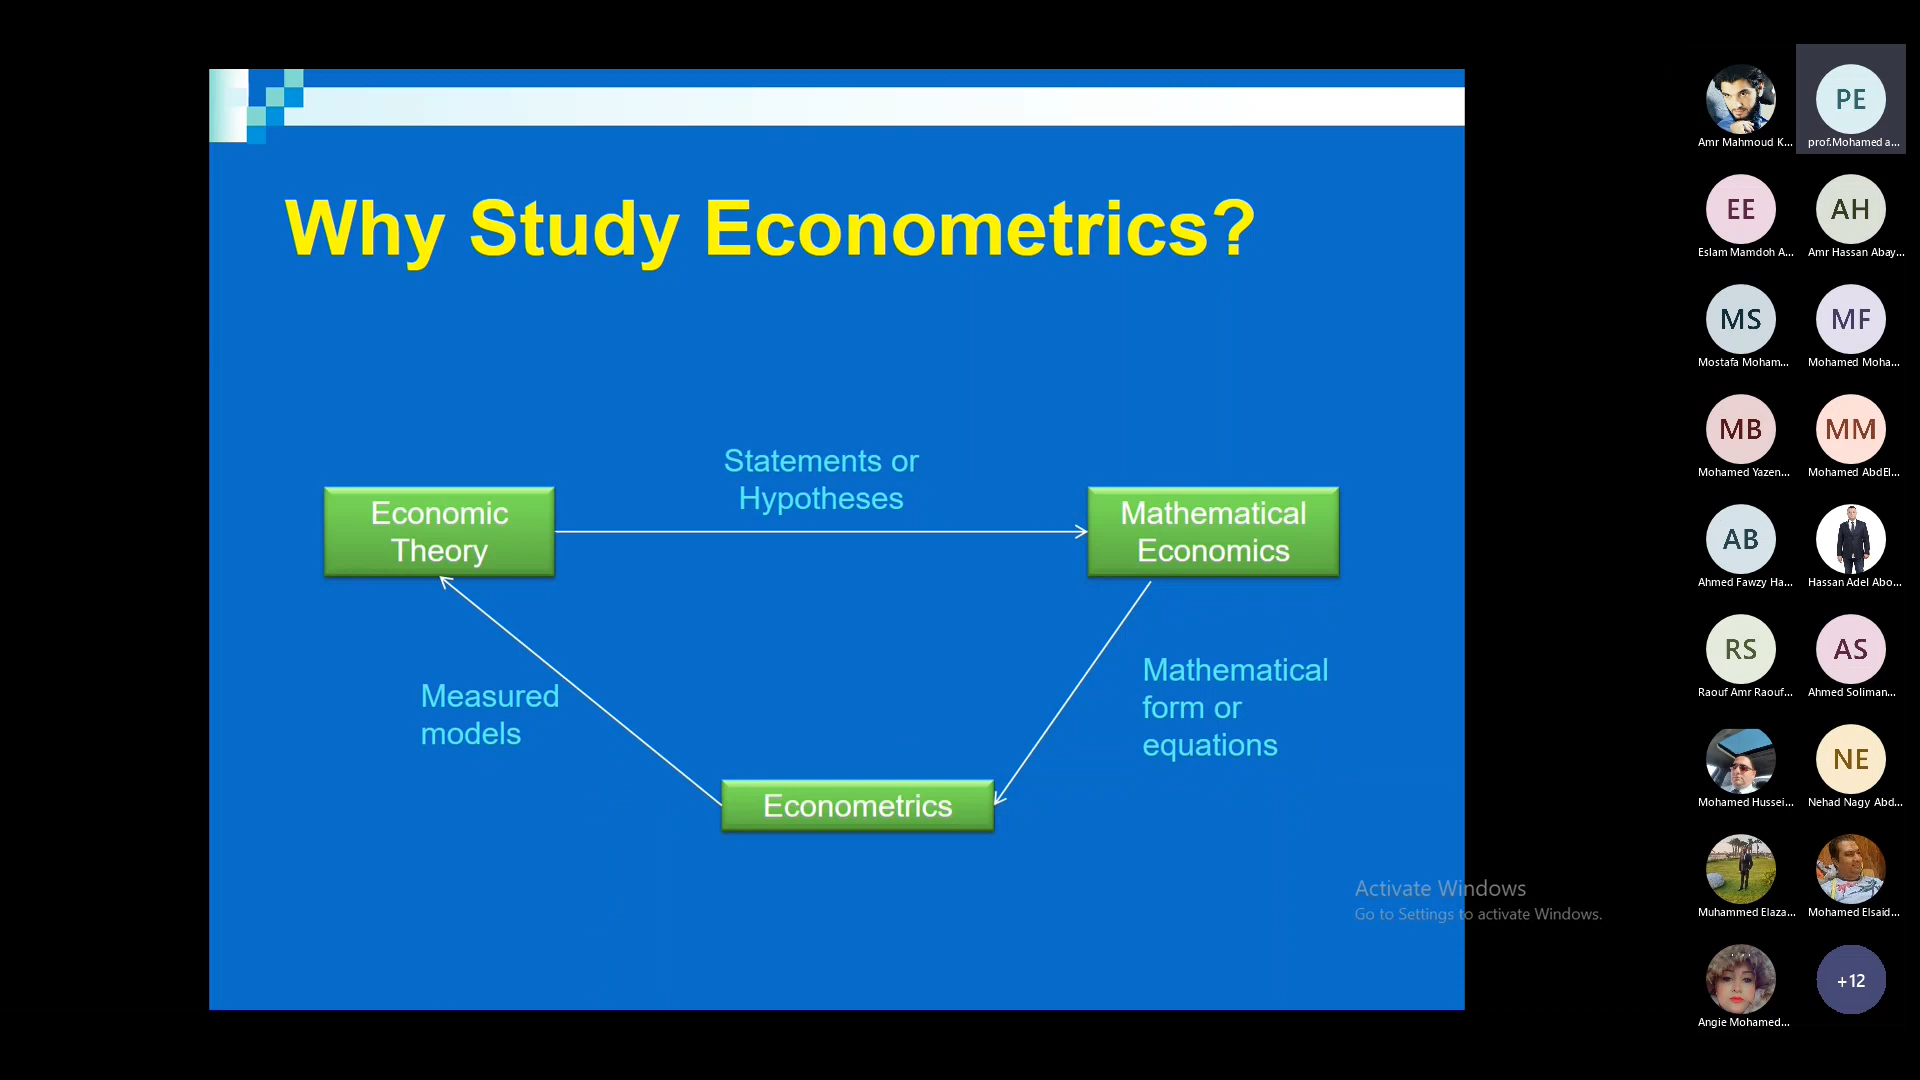 Why Study Econometrics?
Statements or
Hypotheses
Economic
Theory
Mathematical
Economics
Measured
models
Mathematical
form or
equations
Econometrics
Activate Windows
Go to Settings to activate Windows.
Amr Mahmoud K...
PE
prof.Mohamed a...
EE
Eslam Mamdoh A...
AH
Amr Hassan Abay...
MS
Mostafa Moham...
MF
Mohamed Moha...
MB
Mohamed Yazen...
MM
Mohamed AbdEl...
AB
Ahmed Fawzy Ha...
Hassan Adel Abo...
RS
Raouf Amr Raouf...
AS
Ahmed Soliman...
Mohamed Hussei...
NE
Nehad Nagy Abd...
Muhammed Elaza...
Mohamed Elsaid...
Angie Mohamed...
+12